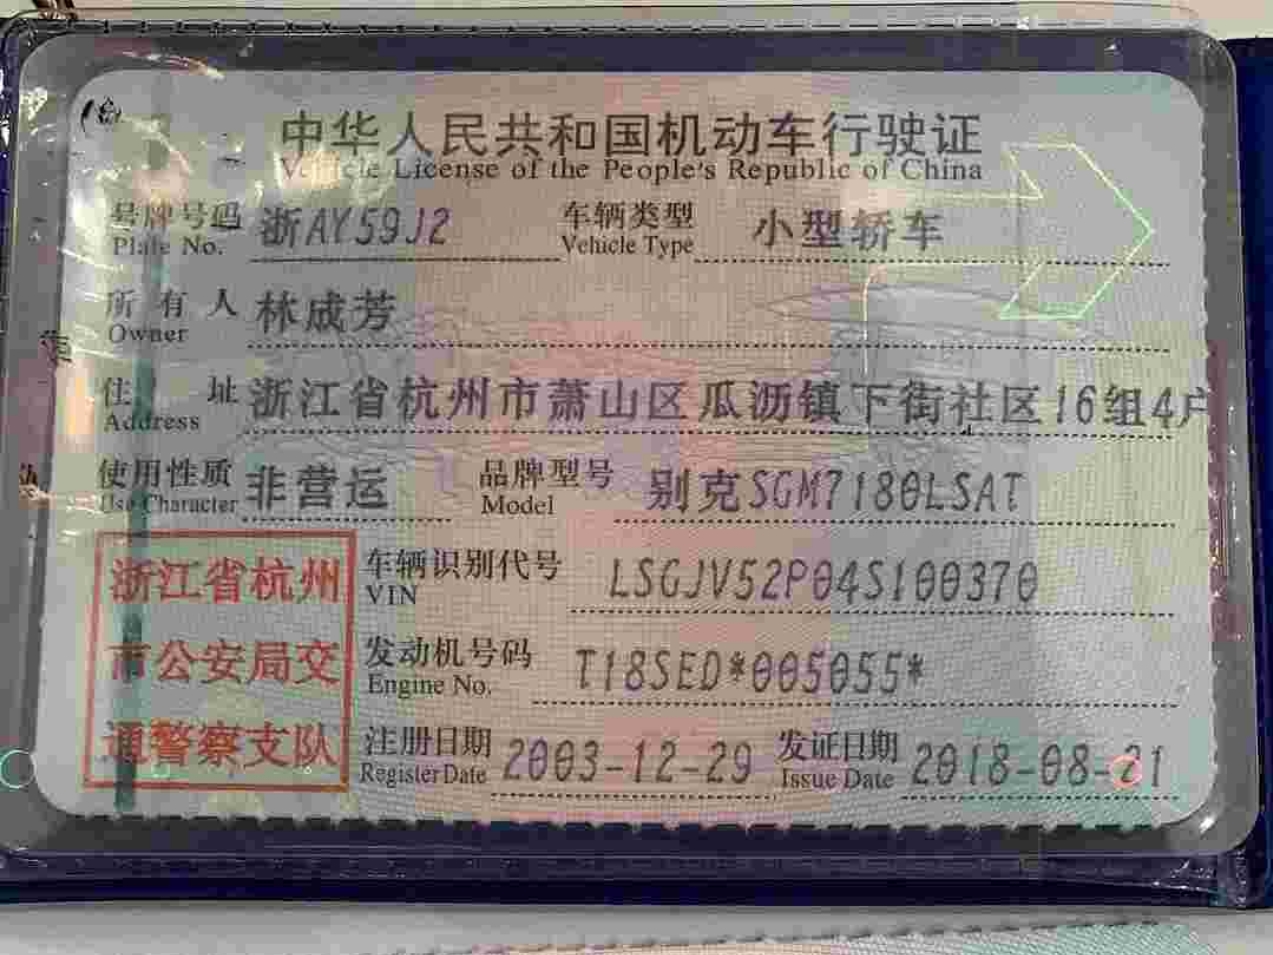 中华人民共和国机动车行驶证
Vehicle License of the People's Republic of China
号牌号码 浙AY59J2 车辆类型 小型轿车
Plate No. Vehicle Type
所有人 林成芳
Owner
住址 浙江省杭州市萧山区瓜沥镇下街社区16组4户
Address
使用性质 非营运 品牌型号 别克SGM7180LSAT
Use Character Model
浙江省杭州 车辆识别代号 LSGJV52P04S100370
VIN
市公安局交 发动机号码 T18SED*005055*
Engine No.
通警察支队 注册日期 2003-12-29 发证日期 2018-08-21
Register Date Issue Date